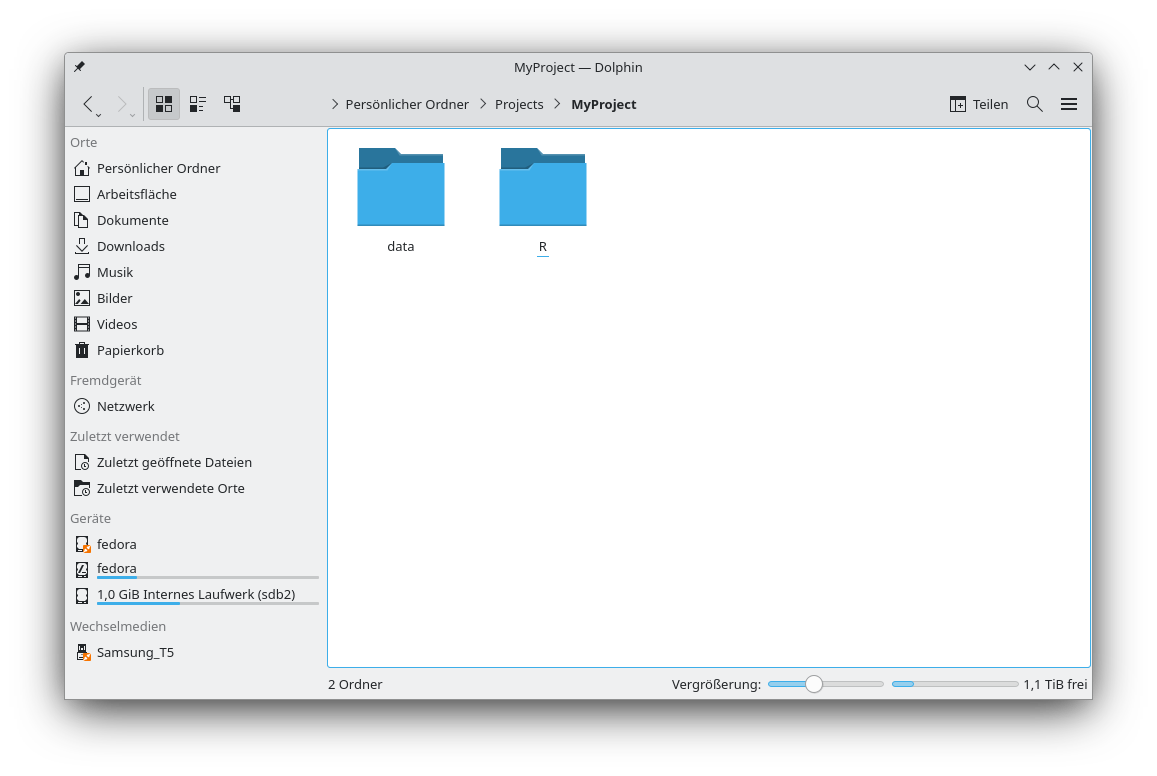 MyProject — Dolphin
Persönlicher Ordner
Projects
MyProject
Teilen
Orte
Persönlicher Ordner
Arbeitsfläche
Dokumente
Downloads
Musik
Bilder
Videos
Papierkorb
Fremdgerät
Netzwerk
Zuletzt verwendet
Zuletzt geöffnete Dateien
Zuletzt verwendete Orte
Geräte
fedora
fedora
1,0 GiB Internes Laufwerk (sdb2)
Wechselmedien
Samsung_T5
data
R
2 Ordner
Vergrößerung:
1,1 TiB frei